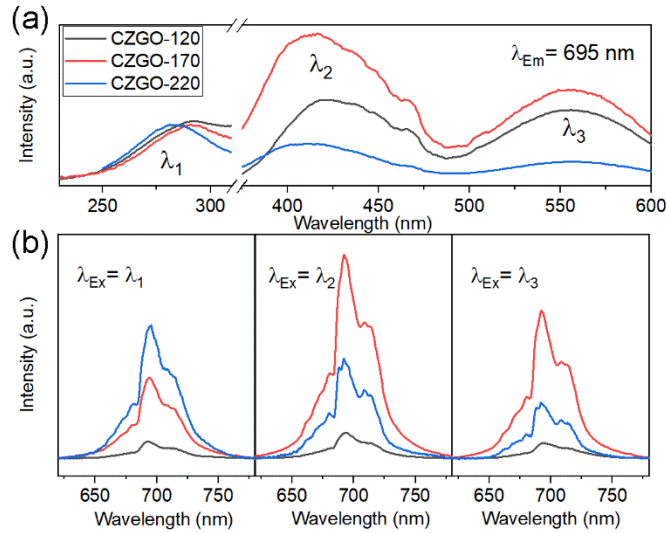 (a)
CZGO-120
CZGO-170
CZGO-220
λ1
λ2
λ3
λEm= 695 nm
Intensity (a.u.)
250 300 400 450 500 550 600
Wavelength (nm)
(b)
λEx= λ1
λEx= λ2
λEx= λ3
Intensity (a.u.)
650 700 750 650 700 750 650 700 750
Wavelength (nm) Wavelength (nm) Wavelength (nm)